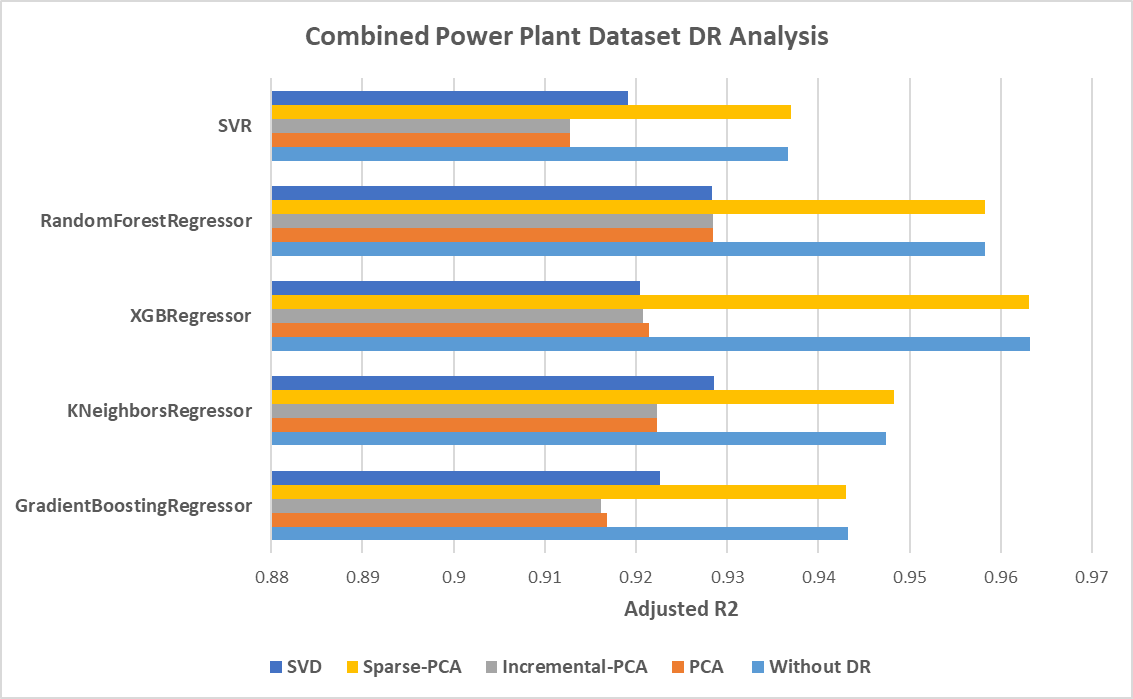 Combined Power Plant Dataset DR Analysis
SVR
RandomForestRegressor
XGBRegressor
KNeighborsRegressor
GradientBoostingRegressor
0.88 0.89 0.9 0.91 0.92 0.93 0.94 0.95 0.96 0.97
Adjusted R2
SVD Sparse-PCA Incremental-PCA PCA Without DR